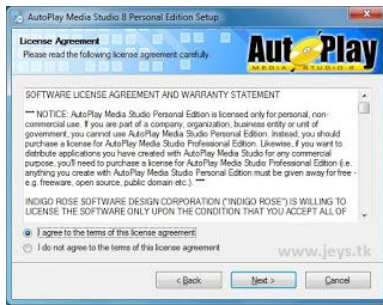 AutoPlay Media Studio 8 Personal Edition Setup
License Agreement
Please read the following license agreement carefully.
AutoPlay
MEDIA STUDIO 8
SOFTWARE LICENSE AGREEMENT AND WARRANTY STATEMENT
*** NOTICE: AutoPlay Media Studio Personal Edition is licensed only for personal, non-
commercial use. If you are part of a company, organization, business entity or unit of
government, you cannot use AutoPlay Media Studio Personal Edition. Instead, you should
purchase a license for AutoPlay Media Studio Professional Edition. Likewise, if you want to
distribute applications you have created with AutoPlay Media Studio for any commercial
purpose, you'll need to purchase a license for AutoPlay Media Studio Professional Edition (i.e.
anything you create with AutoPlay Media Studio Personal Edition must be given away for free -
e.g. freeware, open source, public domain etc.). ***
INDIGO ROSE SOFTWARE DESIGN CORPORATION ("INDIGO ROSE") IS WILLING TO
LICENSE THE SOFTWARE ONLY UPON THE CONDITION THAT YOU ACCEPT ALL OF
I agree to the terms of this license agreement
I do not agree to the terms of this license agreement
www.jeys.tk
< Back
Next >
Cancel